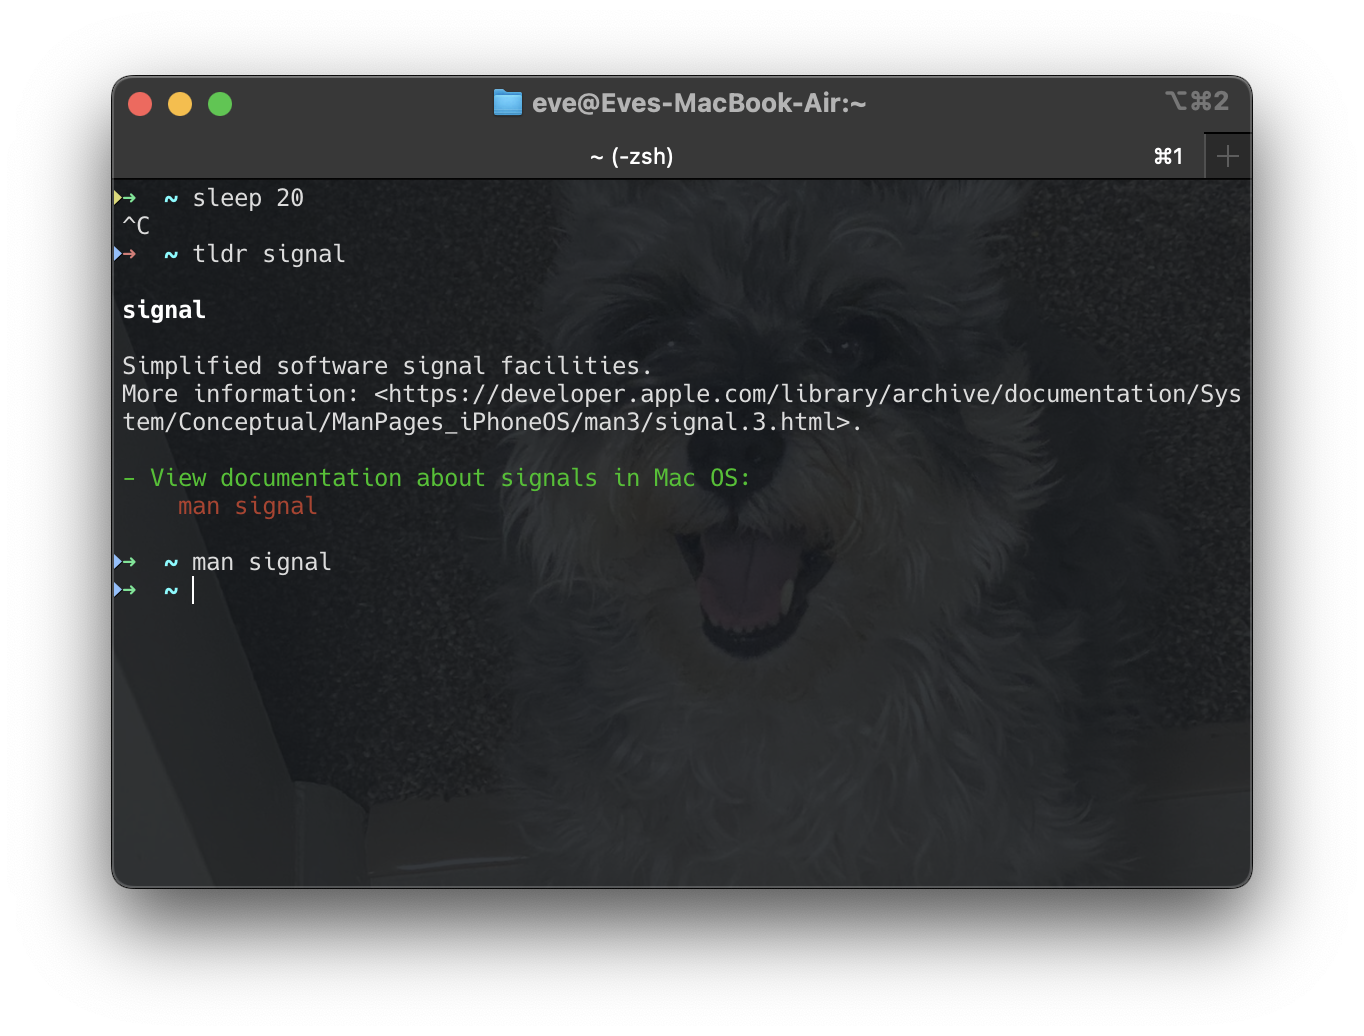 eve@Eves-MacBook-Air:~
⌥⌘2
~ (-zsh)
⌘1
➜ ~ sleep 20
^C
➜ ~ tldr signal
signal
Simplified software signal facilities.
More information: <https://developer.apple.com/library/archive/documentation/Sys
tem/Conceptual/ManPages_iPhoneOS/man3/signal.3.html>.
- View documentation about signals in Mac OS:
man signal
➜ ~ man signal
➜ ~